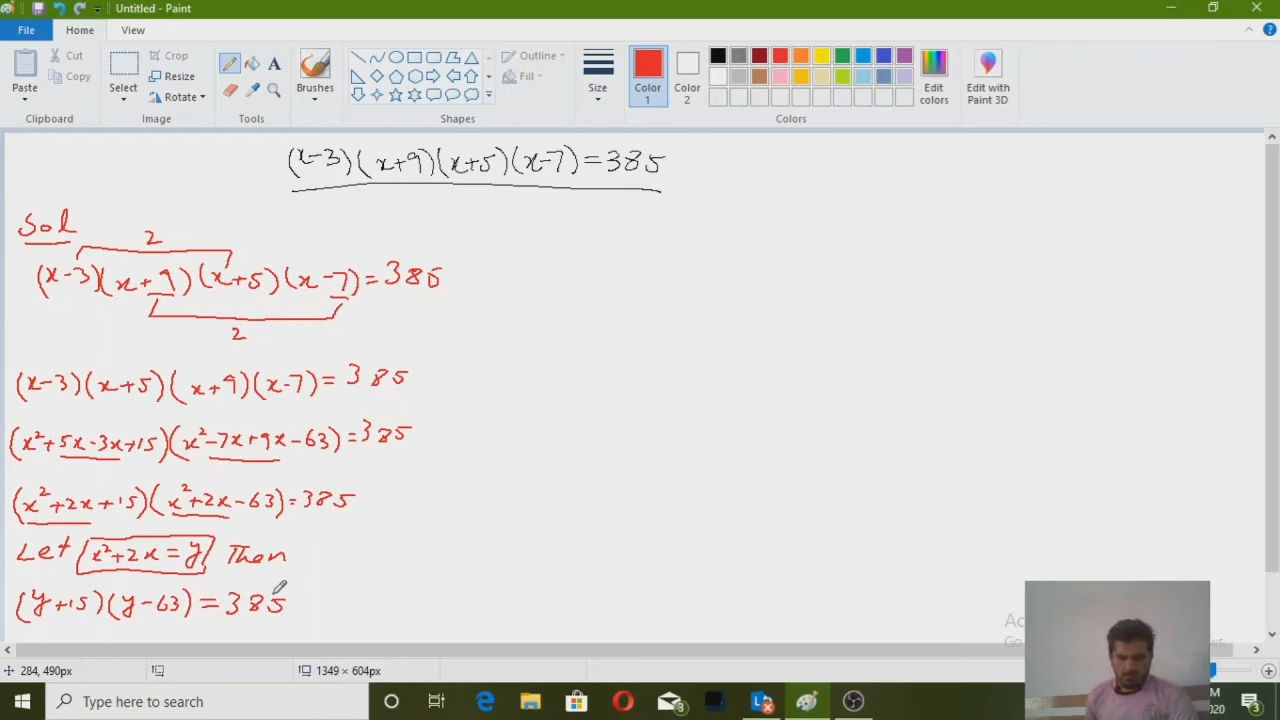 Untitled - Paint
File Home View
Paste Cut Copy
Clipboard
Select Crop Resize Rotate
Image
Tools
Brushes
Outline Fill
Shapes
Size
Color 1 Color 2 Edit colors
Colors
Edit with Paint 3D
(x-3)(x+9)(x+5)(x-7)=385
Sol
2
(x-3)(x+9)(x+5)(x-7)=385
2
(x-3)(x+5)(x+9)(x-7)=385
(x²+5x-3x+15)(x²-7x+9x-63)=385
(x²+2x+15)(x²+2x-63)=385
Let x²+2x=y Then
(y+15)(y-63)=385
284, 490px 1349 × 604px
Type here to search
3
3